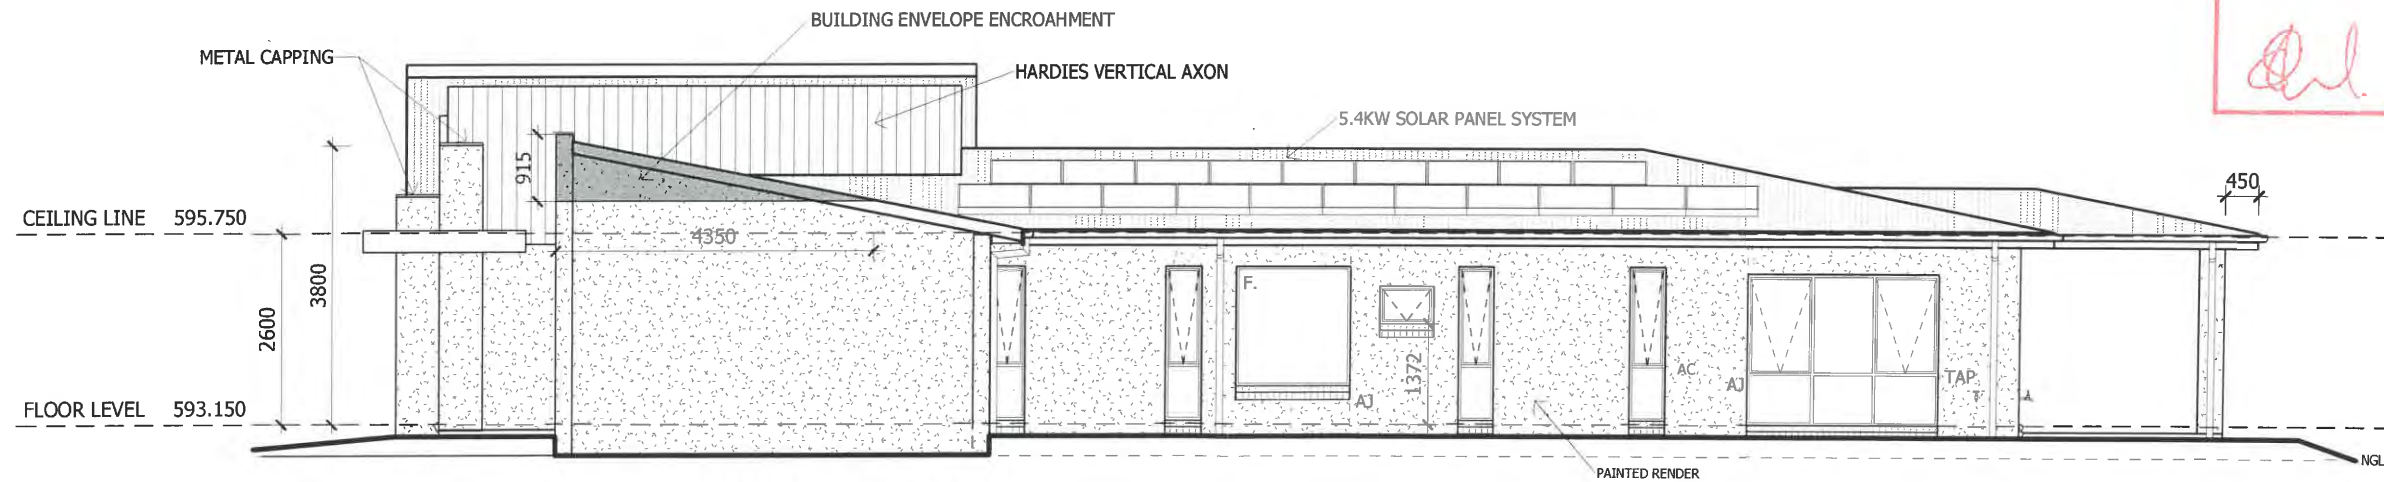 BUILDING ENVELOPE ENCROAHMENT
METAL CAPPING
HARDIES VERTICAL AXON
5.4KW SOLAR PANEL SYSTEM
915
450
CEILING LINE 595.750
4350
3800
2600
F.
1372
AC
AJ
TAP
AJ
FLOOR LEVEL 593.150
PAINTED RENDER
NGL